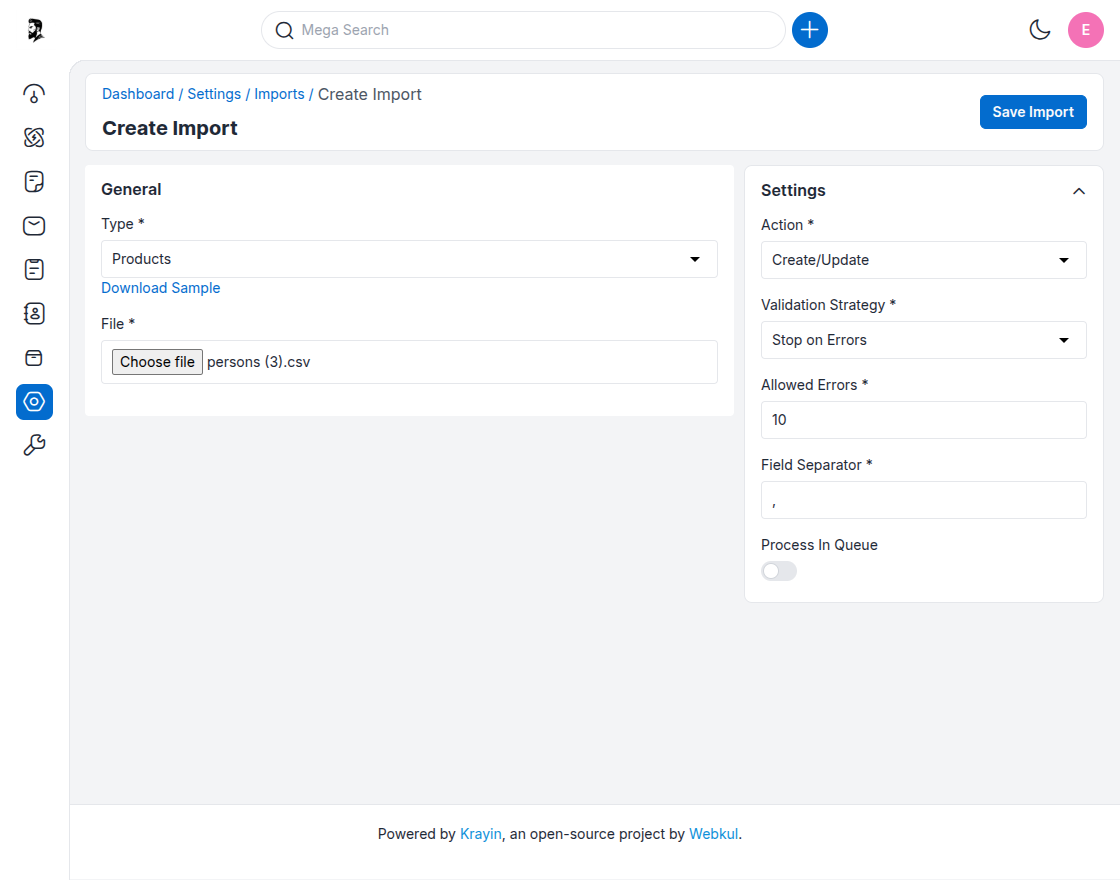 Mega Search
E
Dashboard / Settings / Imports / Create Import
Create Import
Save Import
General
Type *
Products
Download Sample
File *
Choose file persons (3).csv
Settings
Action *
Create/Update
Validation Strategy *
Stop on Errors
Allowed Errors *
10
Field Separator *
,
Process In Queue
Powered by Krayin, an open-source project by Webkul.